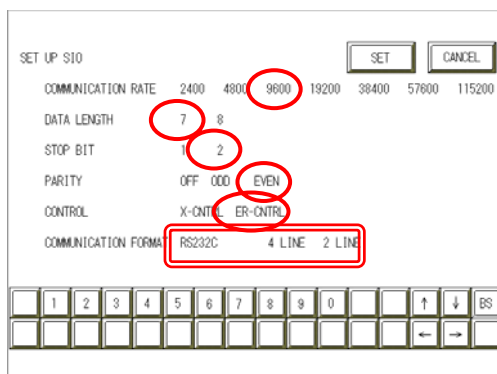 SET UP SIO SET CANCEL
COMMUNICATION RATE 2400 4800 9600 19200 38400 57600 115200
DATA LENGTH 7 8
STOP BIT 1 2
PARITY OFF ODD EVEN
CONTROL X-CNTRL ER-CNTRL
COMMUNICATION FORMAT RS232C 4 LINE 2 LINE
1 2 3 4 5 6 7 8 9 0 ↑ ↓ BS
← →